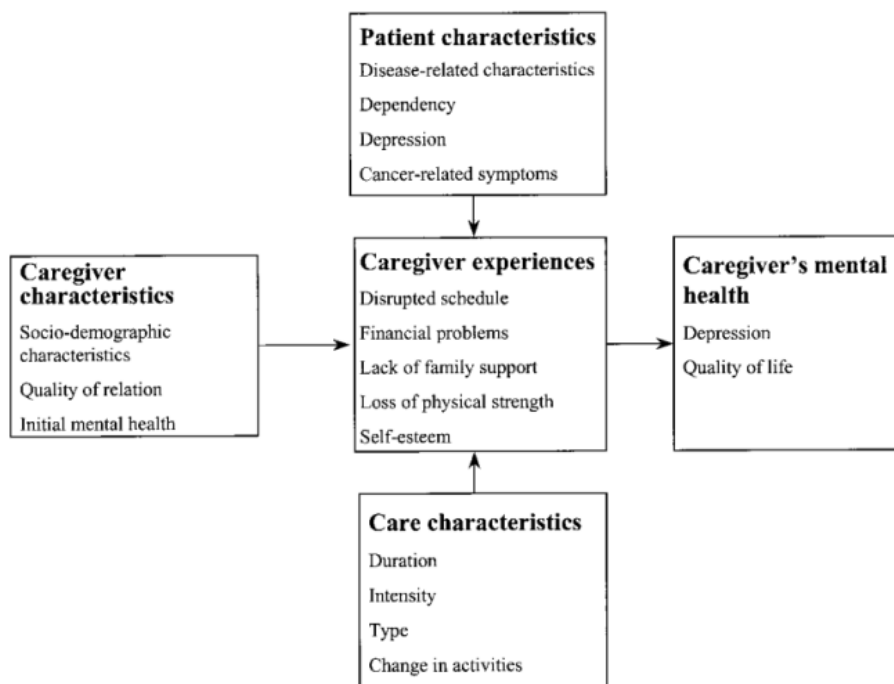 Patient characteristics
Disease-related characteristics
Dependency
Depression
Cancer-related symptoms
Caregiver
characteristics
Socio-demographic
characteristics
Quality of relation
Initial mental health
Caregiver experiences
Disrupted schedule
Financial problems
Lack of family support
Loss of physical strength
Self-esteem
Caregiver's mental
health
Depression
Quality of life
Care characteristics
Duration
Intensity
Type
Change in activities